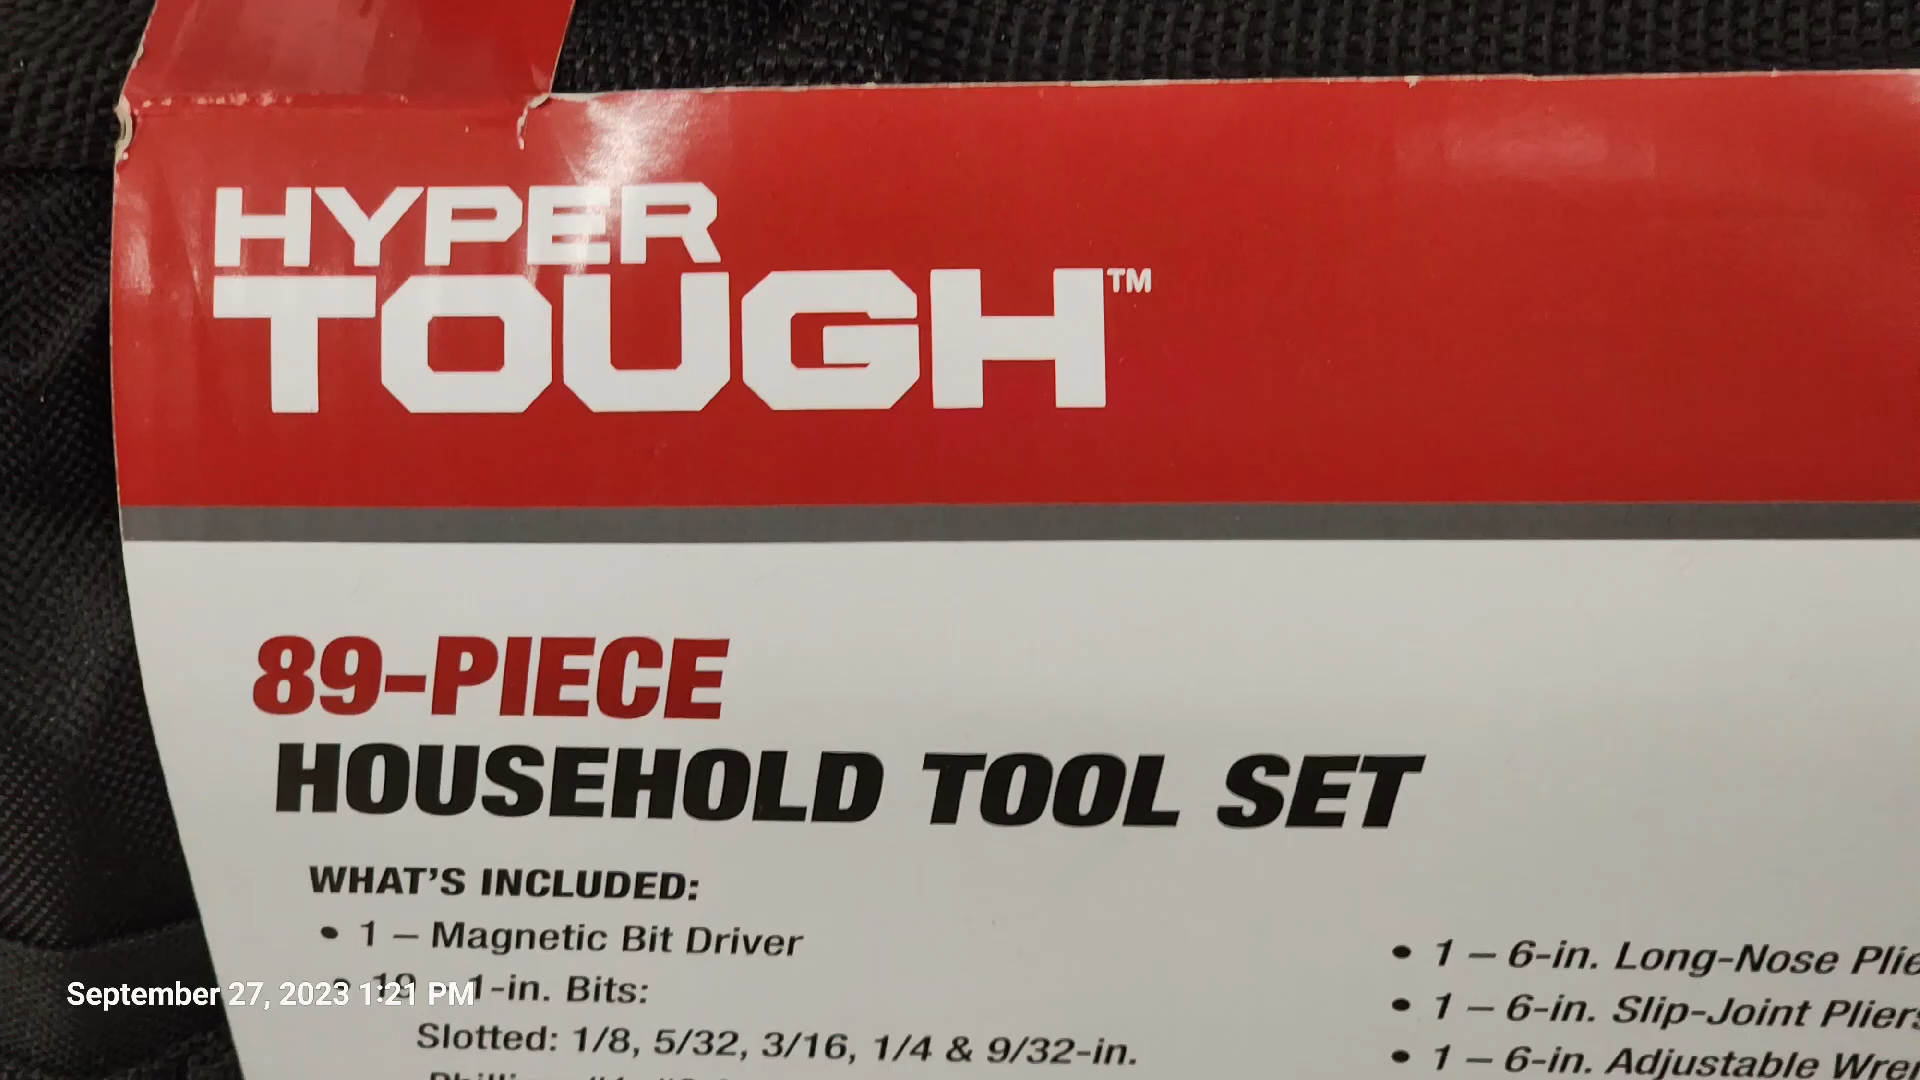 HYPER
TOUGH™
89-PIECE
HOUSEHOLD TOOL SET
WHAT'S INCLUDED:
• 1 – Magnetic Bit Driver
• 19 – 1-in. Bits:
Slotted: 1/8, 5/32, 3/16, 1/4 & 9/32-in.
• 1 – 6-in. Long-Nose
• 1 – 6-in. Slip-Joint Pliers
• 1 – 6-in. Adjustable
September 27, 2023 1:21 PM